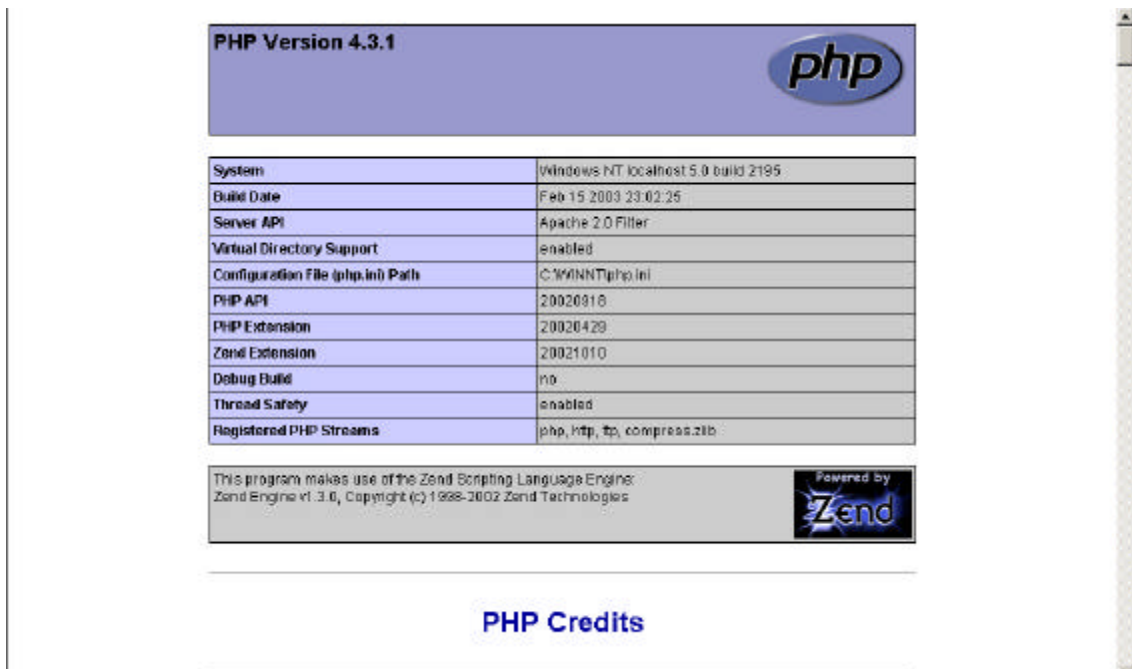 PHP Version 4.3.1
php
System Windows NT localhost 5.0 build 2195
Build Date Feb 15 2003 23:02:25
Server API Apache 2.0 Filter
Virtual Directory Support enabled
Configuration File (php.ini) Path C:\WINNT\php.ini
PHP API 20020918
PHP Extension 20020429
Zend Extension 20021010
Debug Build no
Thread Safety enabled
Registered PHP Streams php, http, ftp, compress.zlib
This program makes use of the Zend Scripting Language Engine:
Zend Engine v1.3.0, Copyright (c) 1998-2002 Zend Technologies
Powered by
Zend
PHP Credits